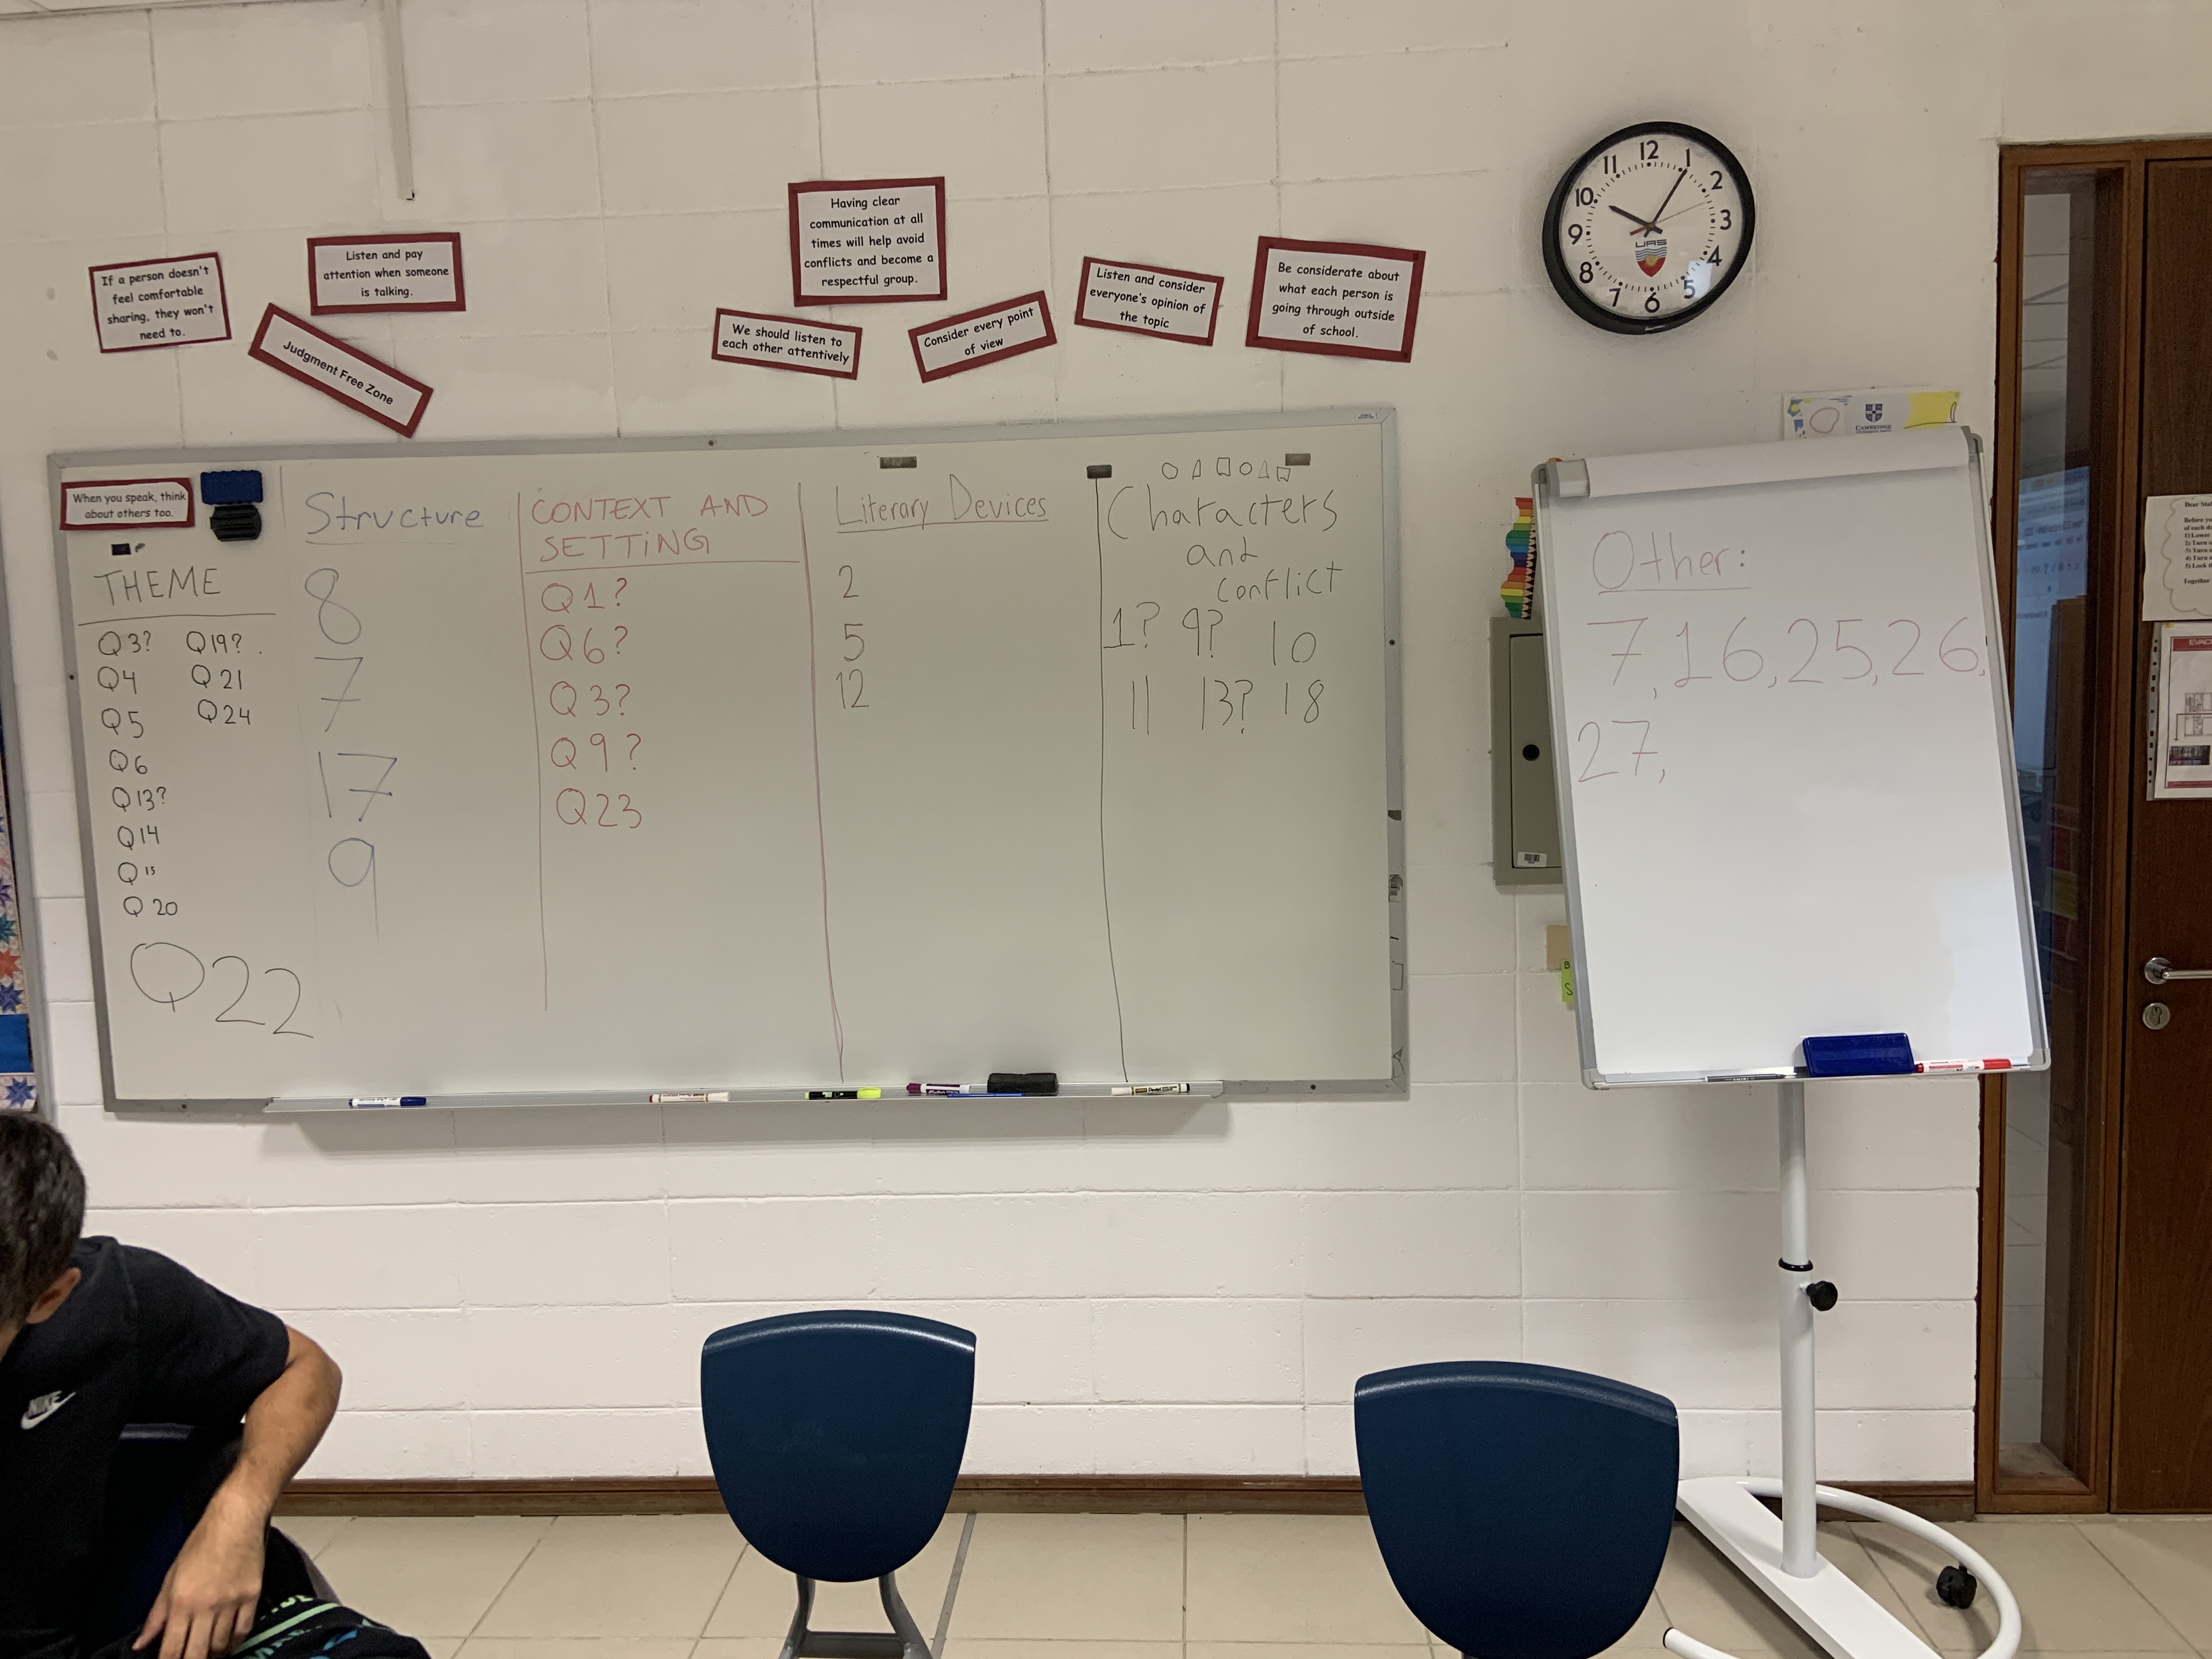 If a person doesn't
feel comfortable
sharing, they won't
need to.
Listen and pay
attention when someone
is talking.
Judgment Free Zone
Having clear
communication at all
times will help avoid
conflicts and become a
respectful group.
We should listen to
each other attentively
Consider every point
of view
Listen and consider
everyone's opinion of
the topic
Be considerate about
what each person is
going through outside
of school.
12
1
2
3
4
5
6
7
8
9
10
11
UAS
When you speak, think
about others too.
THEME
Q3? Q19?
Q4 Q21
Q5 Q24
Q6
Q13?
Q14
Q15
Q20
Q22
Structure
8
7
17
9
CONTEXT AND
SETTING
Q1?
Q6?
Q3?
Q9?
Q23
Literary Devices
2
5
12
Characters
and
conflict
1? 9? 10
11 13? 18
CAMBRIDGE
Other:
7, 16, 25, 26,
27,
B
S
Together
NIKE